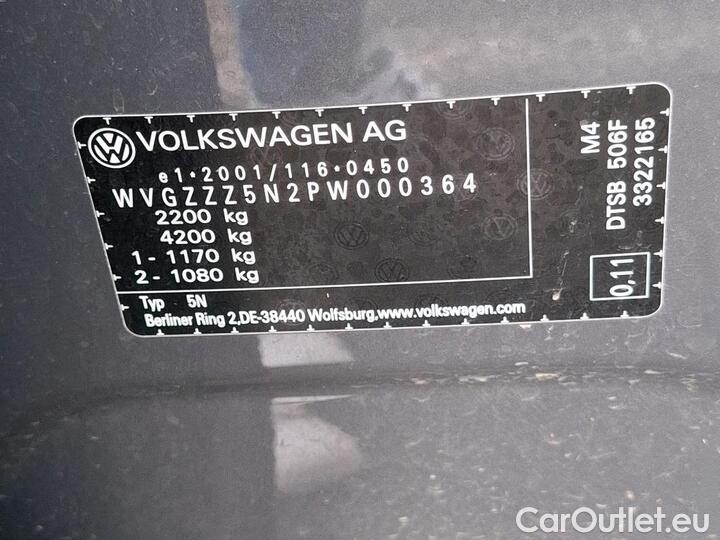 VOLKSWAGEN AG
e1*2001/116*0450
WVGZZZ5N2PW000364
2200 kg
4200 kg
1 - 1170 kg
2 - 1080 kg
Typ 5N
Berliner Ring 2,DE-38440 Wolfsburg,www.volkswagen.com
M4
DTSB 506F
3322165
0,11
CarOutlet.eu